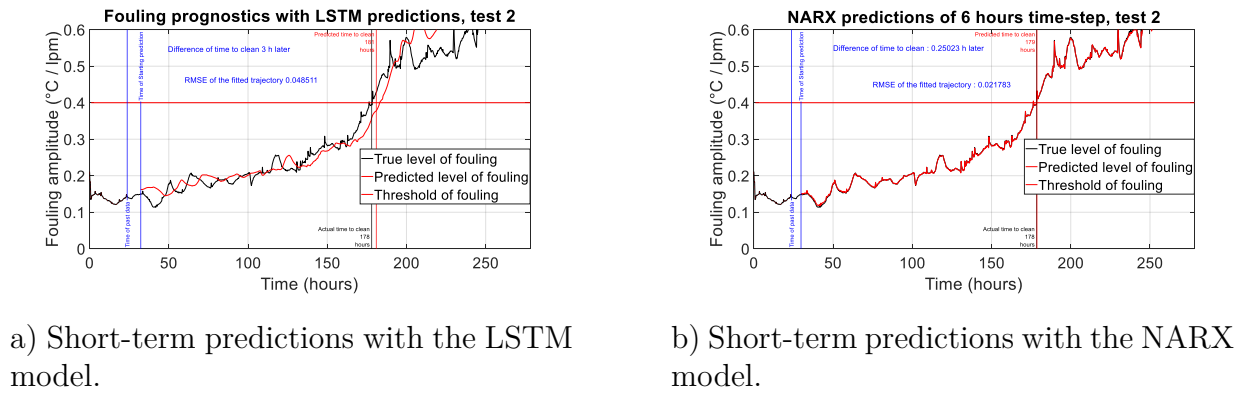 Fouling prognostics with LSTM predictions, test 2
Fouling amplitude (°C / lpm)
0.6
0.5
0.4
0.3
0.2
0.1
0
Time of past data
Time of Starting prediction
Difference of time to clean 3 h later
RMSE of the fitted trajectory 0.048511
Predicted time to clean
181
hours
True level of fouling
Predicted level of fouling
Threshold of fouling
Actual time to clean
178
hours
0 50 100 150 200 250
Time (hours)
a) Short-term predictions with the LSTM
model.
NARX predictions of 6 hours time-step, test 2
Fouling amplitude (°C / lpm)
0.6
0.5
0.4
0.3
0.2
0.1
0
Time of past data
Time of Starting prediction
Difference of time to clean : 0.25023 h later
RMSE of the fitted trajectory : 0.021783
Predicted time to clean
179
hours
True level of fouling
Predicted level of fouling
Threshold of fouling
Actual time to clean
178
hours
0 50 100 150 200 250
Time (hours)
b) Short-term predictions with the NARX
model.